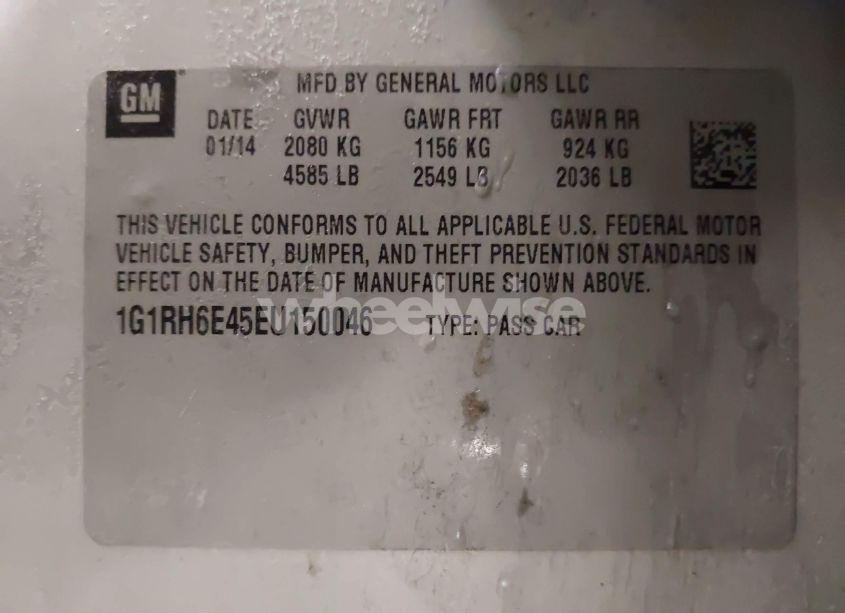 GM
MFD BY GENERAL MOTORS LLC
DATE GVWR GAWR FRT GAWR RR
01/14 2080 KG 1156 KG 924 KG
4585 LB 2549 LB 2036 LB
THIS VEHICLE CONFORMS TO ALL APPLICABLE U.S. FEDERAL MOTOR
VEHICLE SAFETY, BUMPER, AND THEFT PREVENTION STANDARDS IN
EFFECT ON THE DATE OF MANUFACTURE SHOWN ABOVE.
1G1RH6E45EU150046 TYPE: PASS CAR
wheelwise